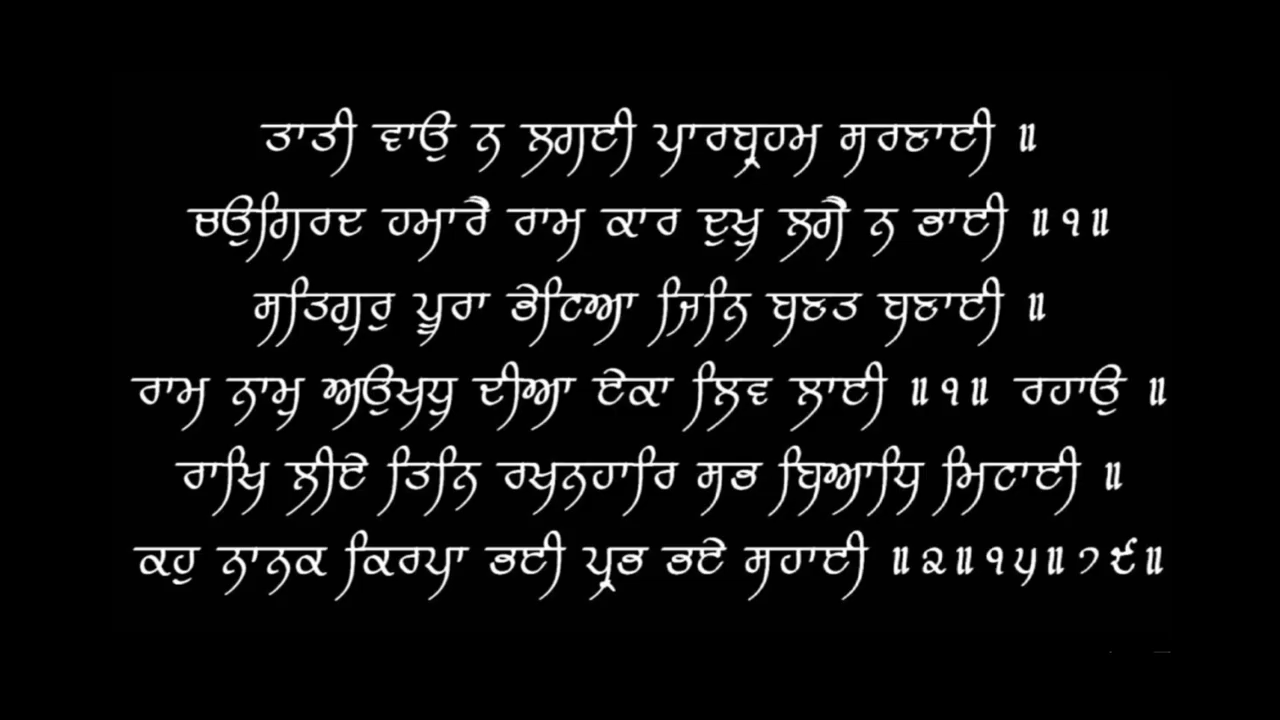 ਤਾਤੀ ਵਾਉ ਨ ਲਗਈ ਪਾਰਬ੍ਰਹਮ ਸਰਣਾਈ ॥
ਚਉਗਿਰਦ ਹਮਾਰੈ ਰਾਮ ਕਾਰ ਦੁਖੁ ਲਗੈ ਨ ਭਾਈ ॥੧॥
ਸਤਿਗੁਰੁ ਪੂਰਾ ਭੇਟਿਆ ਜਿਨਿ ਬਣਤ ਬਣਾਈ ॥
ਰਾਮ ਨਾਮੁ ਅਉਖਧੁ ਦੀਆ ਏਕਾ ਲਿਵ ਲਾਈ ॥੧॥ ਰਹਾਉ ॥
ਰਾਖਿ ਲੀਏ ਤਿਨਿ ਰਖਨਹਾਰਿ ਸਭ ਬਿਆਧਿ ਮਿਟਾਈ ॥
ਕਹੁ ਨਾਨਕ ਕਿਰਪਾ ਭਈ ਪ੍ਰਭ ਭਏ ਸਹਾਈ ॥੨॥੧੫॥੭੯॥